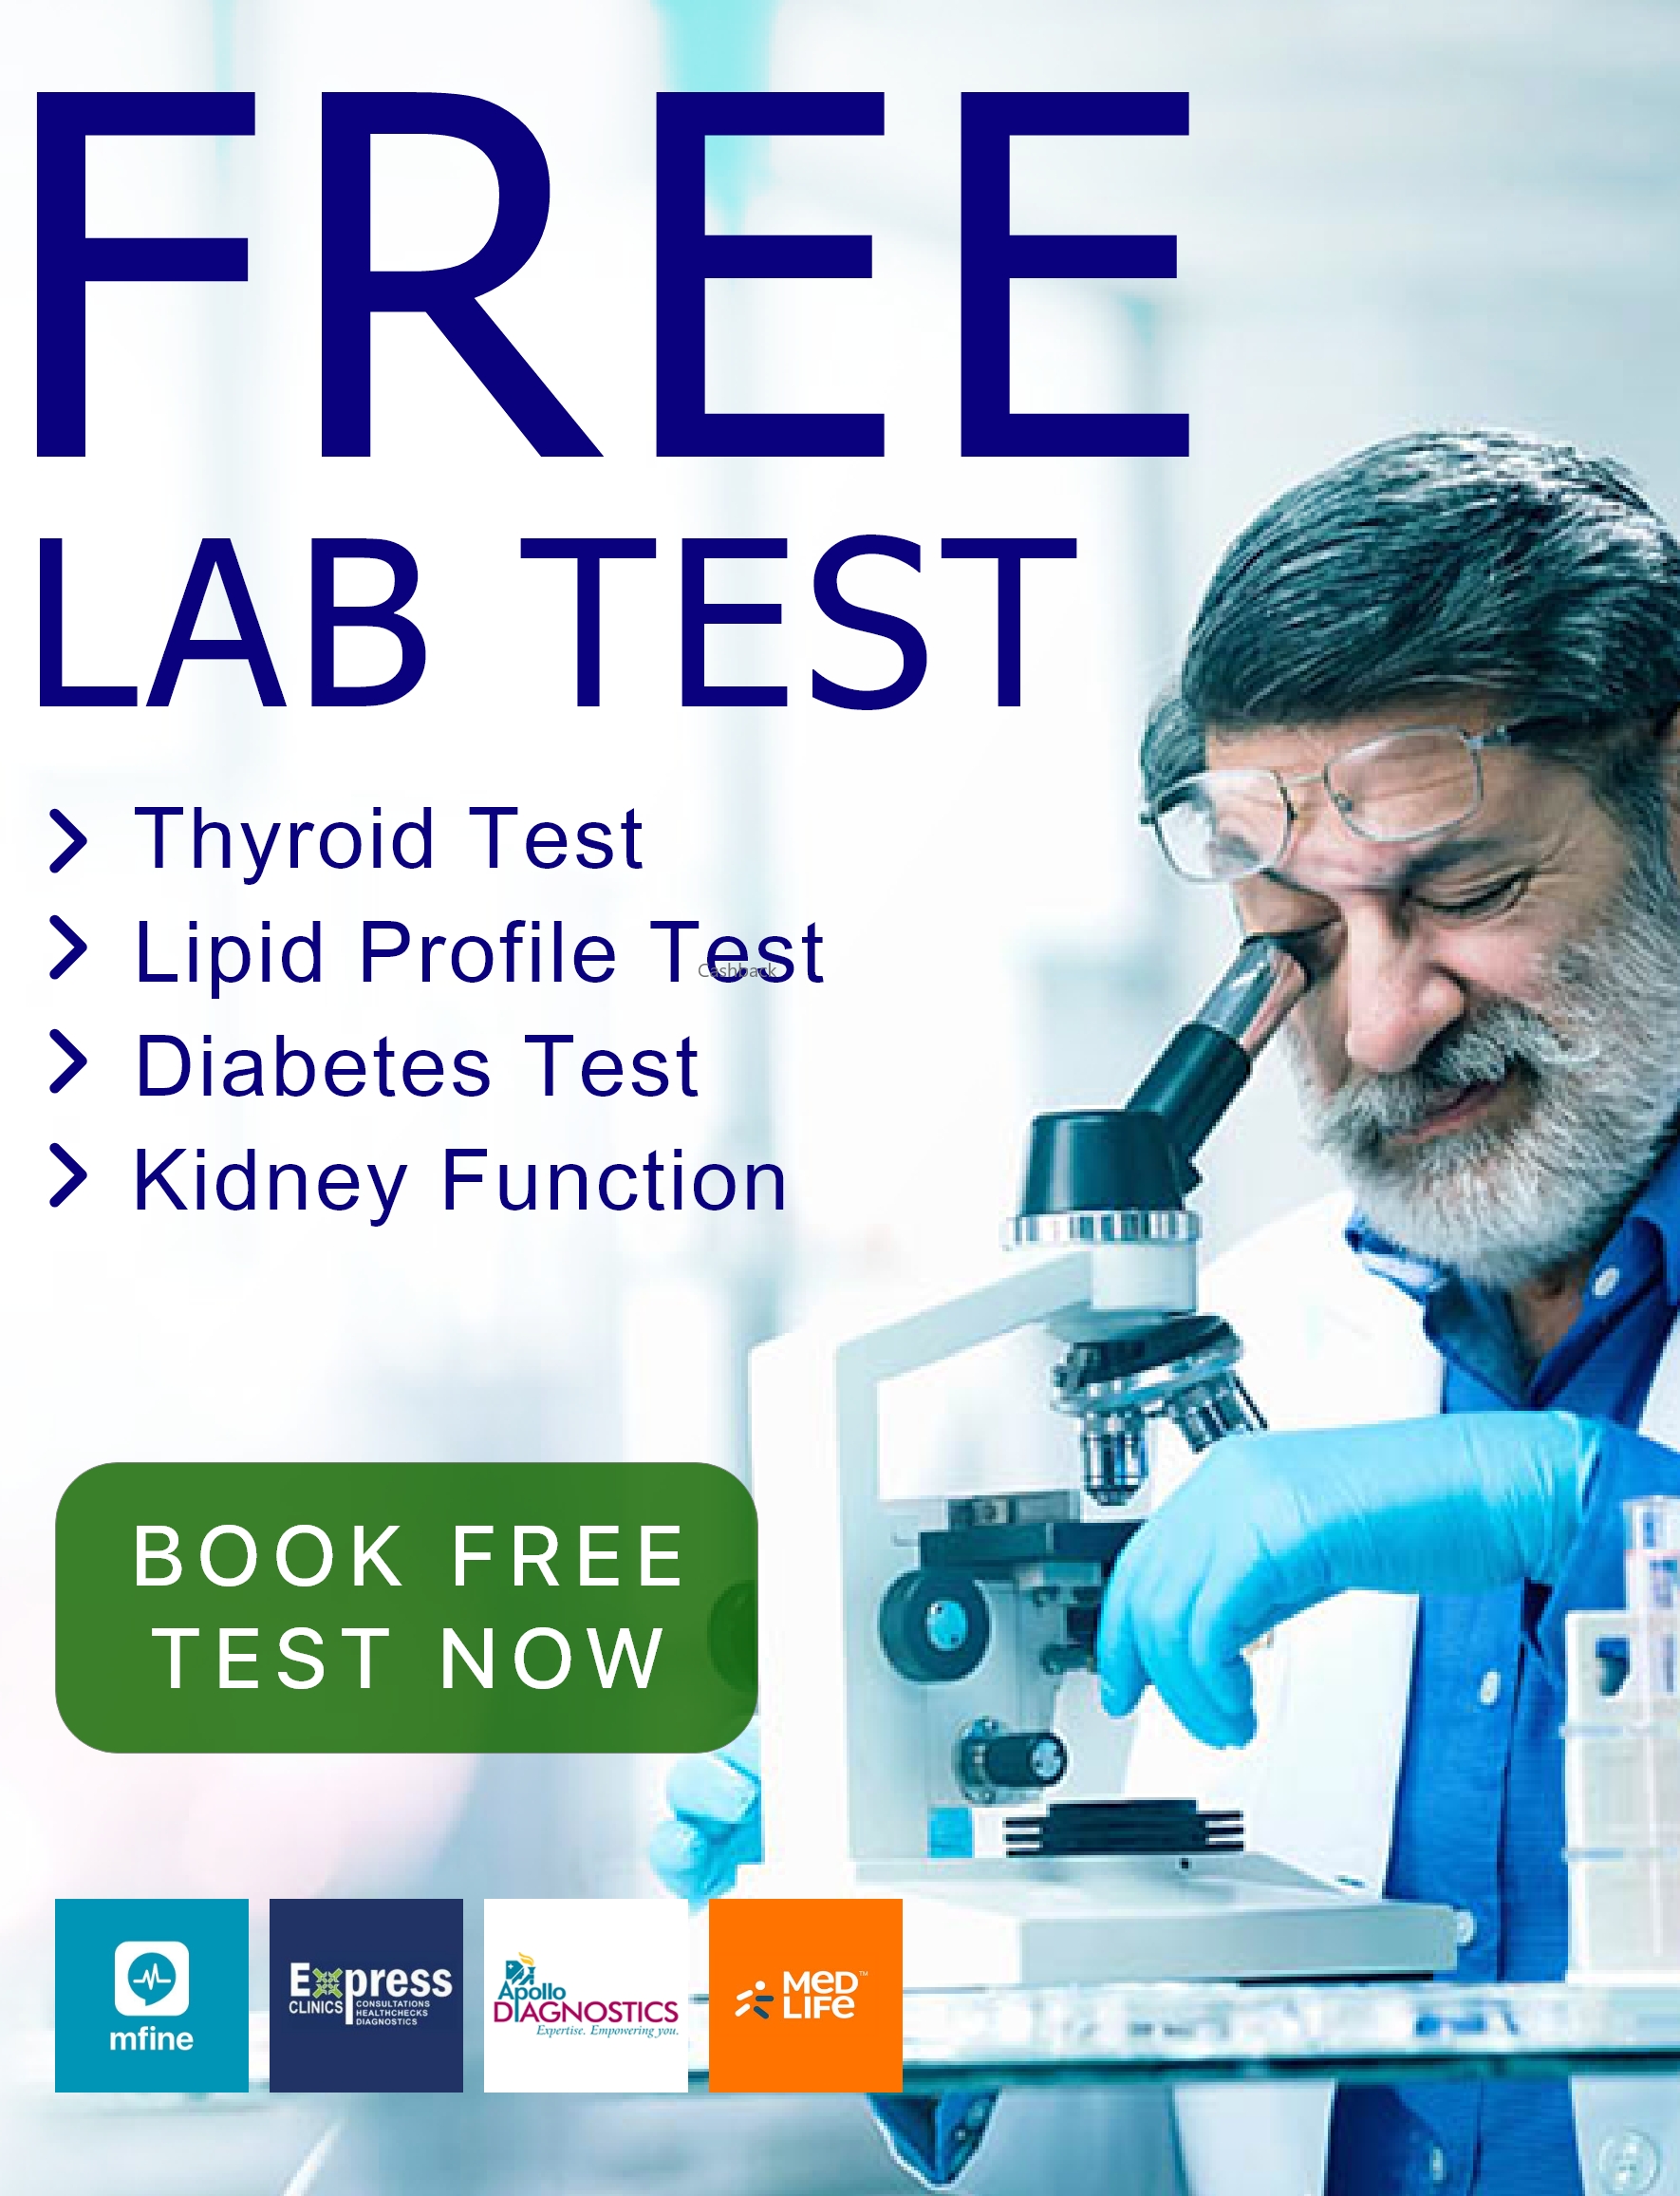 FREE
LAB TEST
Thyroid Test
Lipid Profile Test
Cashback
Diabetes Test
Kidney Function
BOOK FREE
TEST NOW
mfine
Express
CLINICS
CONSULTATIONS
HEALTHCHECKS
DIAGNOSTICS
Apollo
DIAGNOSTICS
Expertise. Empowering you.
MeD
LIFe
TM